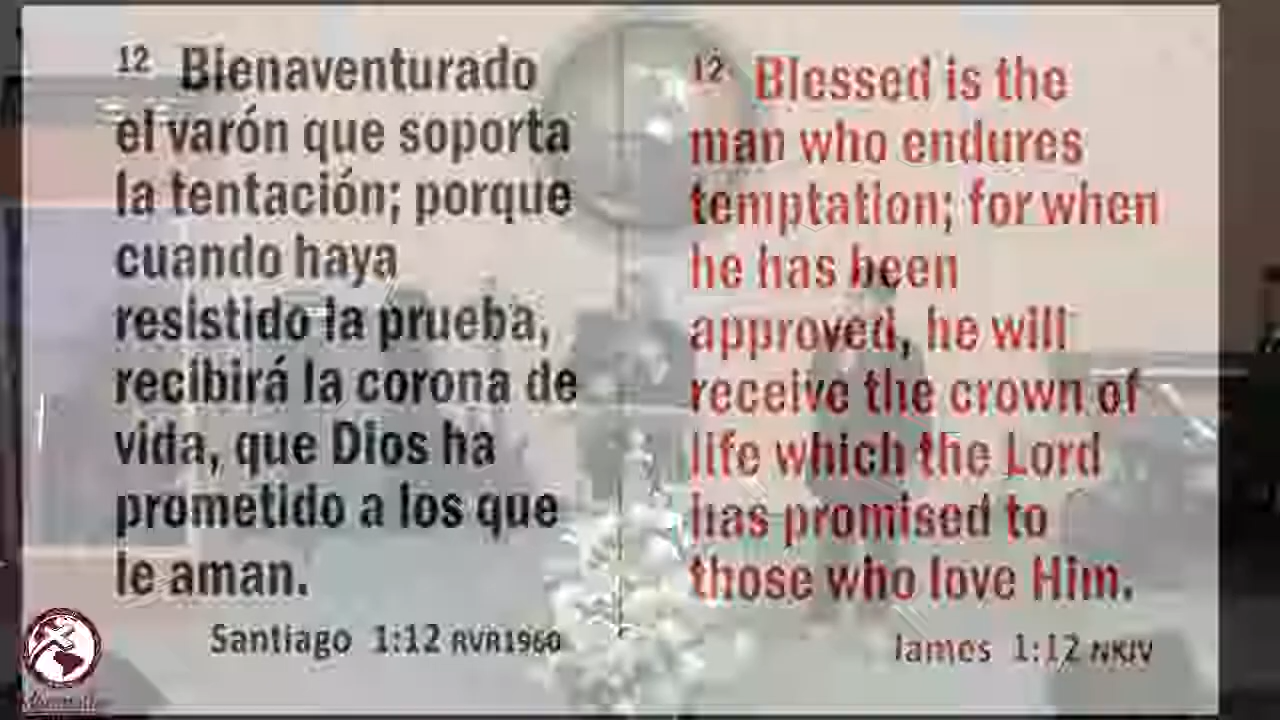 12 Bienaventurado
el varón que soporta
la tentación; porque
cuando haya
resistido la prueba,
recibirá la corona de
vida, que Dios ha
prometido a los que
le aman.
Santiago 1:12 RVR1960
12 Blessed is the
man who endures
temptation; for when
he has been
approved, he will
receive the crown of
life which the Lord
has promised to
those who love Him.
James 1:12 NKJV